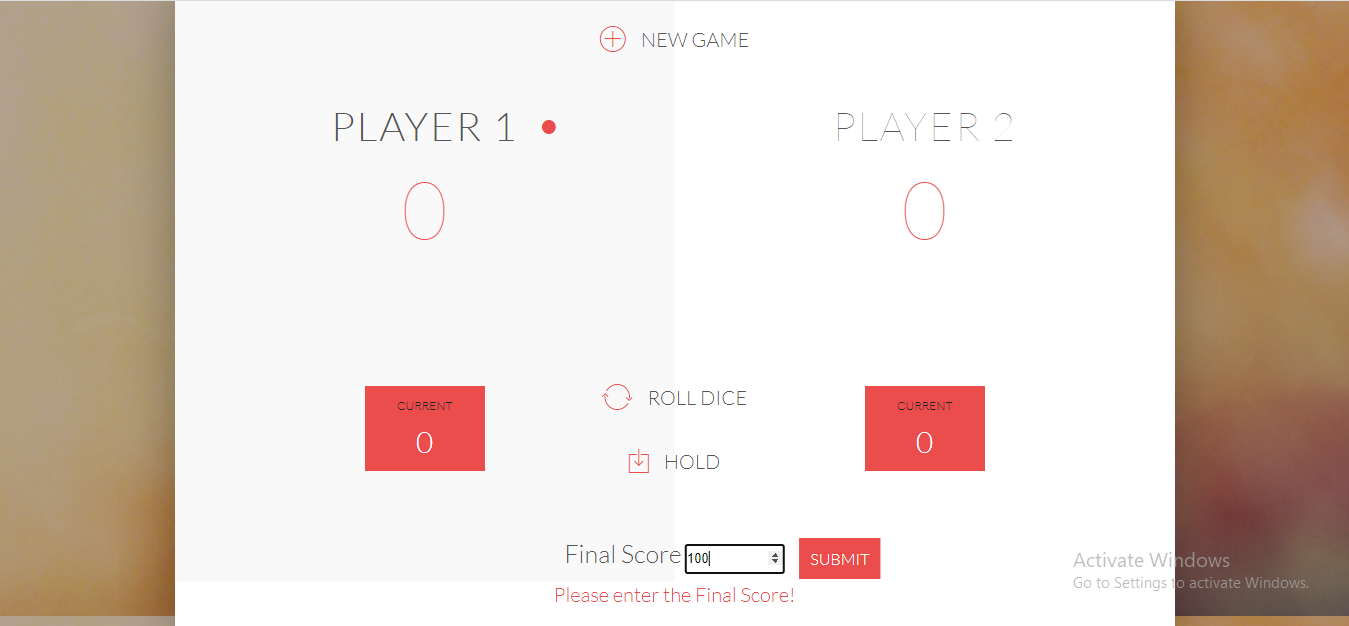 NEW GAME
PLAYER 1
PLAYER 2
0
0
CURRENT
0
ROLL DICE
HOLD
CURRENT
0
Final Score 100 SUBMIT
Please enter the Final Score!
Activate Windows
Go to Settings to activate Windows.